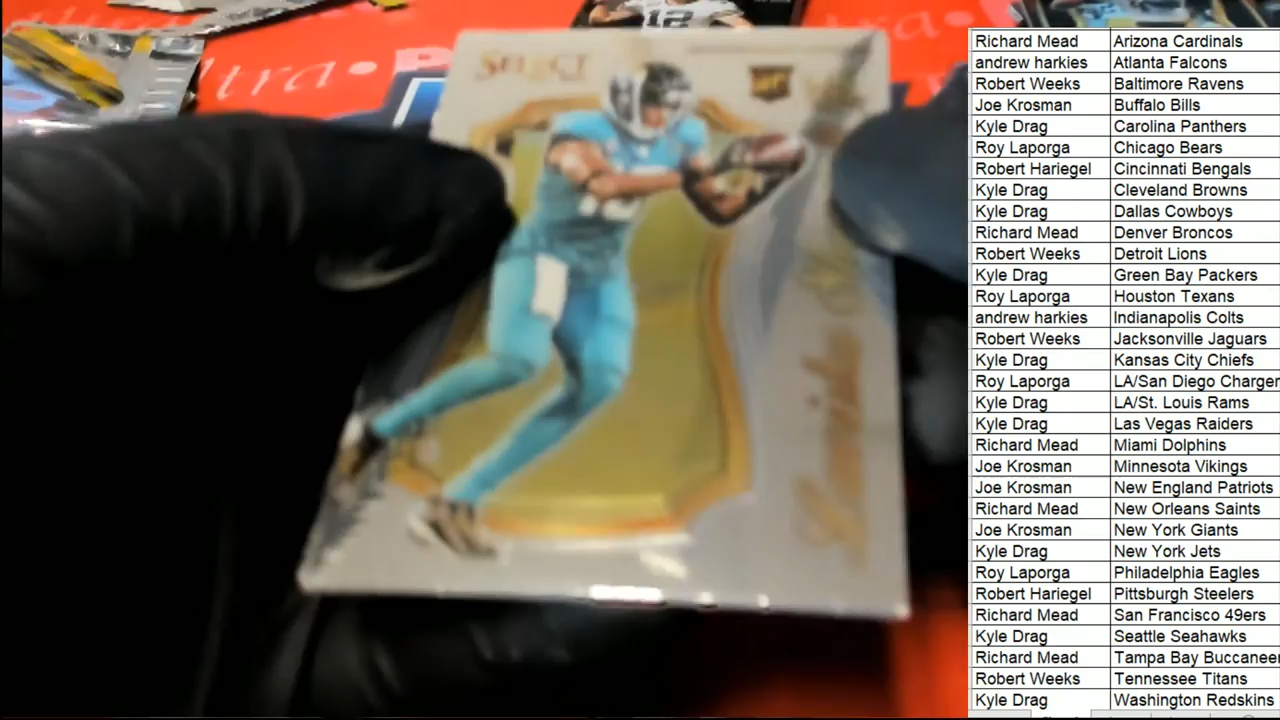 12
SELECT
RC
Richard Mead Arizona Cardinals
andrew harkies Atlanta Falcons
Robert Weeks Baltimore Ravens
Joe Krosman Buffalo Bills
Kyle Drag Carolina Panthers
Roy Laporga Chicago Bears
Robert Hariegel Cincinnati Bengals
Kyle Drag Cleveland Browns
Kyle Drag Dallas Cowboys
Richard Mead Denver Broncos
Robert Weeks Detroit Lions
Kyle Drag Green Bay Packers
Roy Laporga Houston Texans
andrew harkies Indianapolis Colts
Robert Weeks Jacksonville Jaguars
Kyle Drag Kansas City Chiefs
Roy Laporga LA/San Diego Charger
Kyle Drag LA/St. Louis Rams
Kyle Drag Las Vegas Raiders
Richard Mead Miami Dolphins
Joe Krosman Minnesota Vikings
Joe Krosman New England Patriots
Richard Mead New Orleans Saints
Joe Krosman New York Giants
Kyle Drag New York Jets
Roy Laporga Philadelphia Eagles
Robert Hariegel Pittsburgh Steelers
Richard Mead San Francisco 49ers
Kyle Drag Seattle Seahawks
Richard Mead Tampa Bay Buccanee
Robert Weeks Tennessee Titans
Kyle Drag Washington Redskins